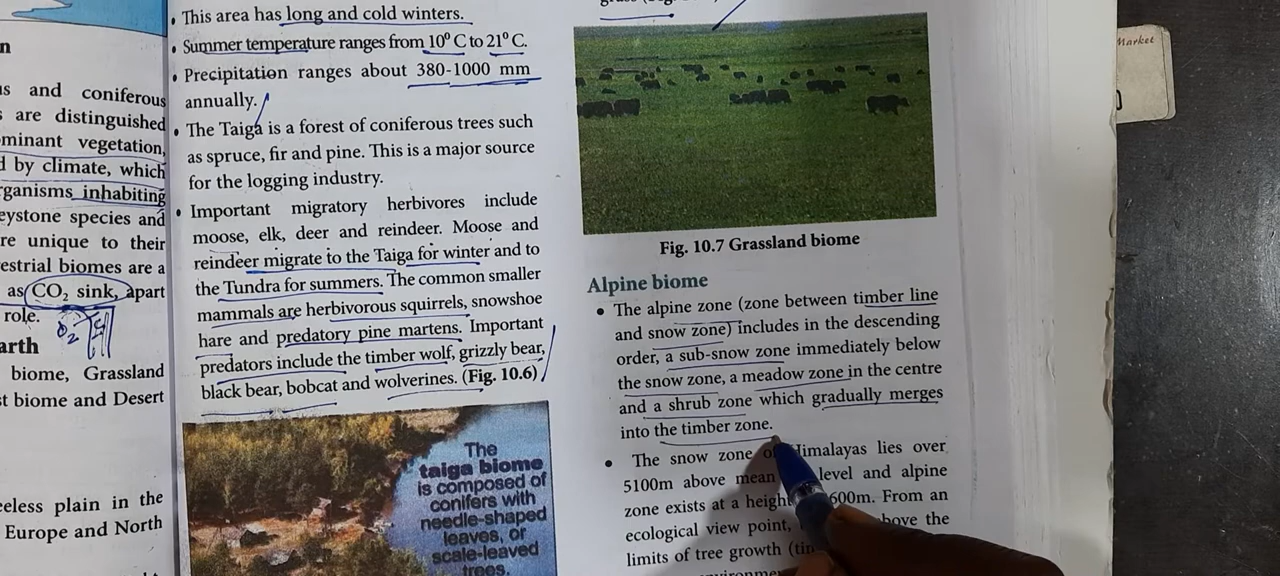 n
and coniferous
are distinguished
minant vegetation,
d by climate, which
rganisms inhabiting
eystone species and
re unique to their
restrial biomes are a
as CO₂ sink, apart
role.
arth
biome, Grassland
st biome and Desert
eless plain in the
Europe and North
• This area has long and cold winters.
• Summer temperature ranges from 10⁰ C to 21⁰ C.
• Precipitation ranges about 380-1000 mm
annually.
• The Taiga is a forest of coniferous trees such
as spruce, fir and pine. This is a major source
for the logging industry.
• Important migratory herbivores include
moose, elk, deer and reindeer. Moose and
reindeer migrate to the Taiga for winter and to
the Tundra for summers. The common smaller
mammals are herbivorous squirrels, snowshoe
hare and predatory pine martens. Important
predators include the timber wolf, grizzly bear,
black bear, bobcat and wolverines. (Fig. 10.6)
The
taiga biome
is composed of
conifers with
needle-shaped
leaves, or
scale-leaved
trees.
Fig. 10.7 Grassland biome
Alpine biome
• The alpine zone (zone between timber line
and snow zone) includes in the descending
order, a sub-snow zone immediately below
the snow zone, a meadow zone in the centre
and a shrub zone which gradually merges
into the timber zone.
• The snow zone of Himalayas lies over
5100m above mean level and alpine
zone exists at a height 600m. From an
ecological view point, above the
limits of tree growth
Market